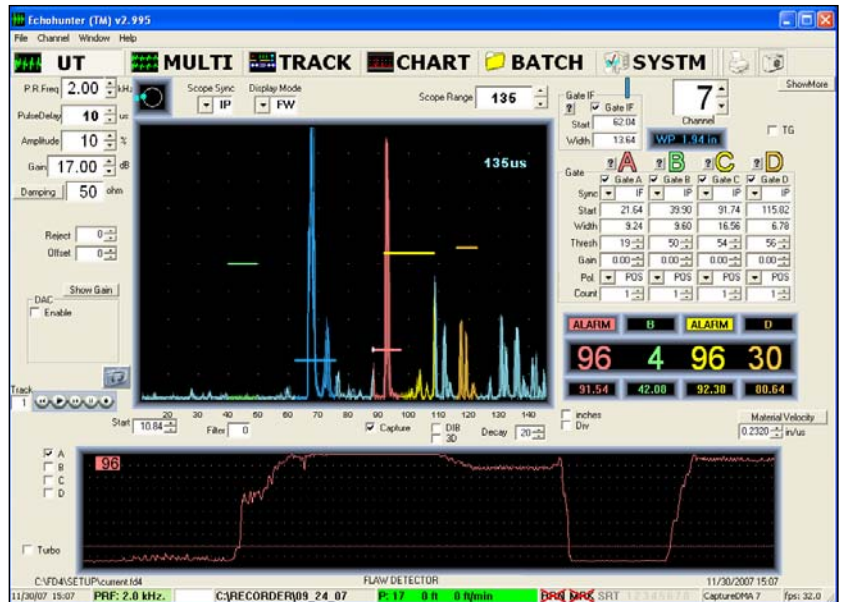 Echohunter (TM) v2.995
File Channel Window Help
UT MULTI TRACK CHART BATCH SYSTM
P.R.Freq 2.00 kHz
PulseDelay 10 us
Amplitude 10 %
Gain 17.00 dB
Damping 50 ohm
Reject 0
Offset 0
Show Gain
DAC
Enable
Track
1
Scope Sync IP
Display Mode FW
Scope Range 135
135us
20 30 40 50 60 70 80 90 100 110 120 130 140
Start 10.84
Filter 0
Capture
DIB
3D
Decay 20
inches
Div
Gate IF
? Gate IF
Start 62.04
Width 13.64
7
Channel
WP 1.94 in
ShowMore
TG
? A ? B ? C ? D
Gate Gate A Gate B Gate C Gate D
Sync IF IP IP IP
Start 21.64 39.90 91.74 115.82
Width 9.24 9.60 16.56 6.78
Thresh 19 50 54 56
Gain 0.00 0.00 0.00 0.00
Pol. POS POS POS POS
Count 1 1 1 1
ALARM B ALARM D
96 4 96 30
91.54 42.08 92.38 80.64
Material Velocity
0.2320 in/us
A
B
C
D
96
Turbo
C:\FD4\SETUP\current.fd4 FLAW DETECTOR 11/30/2007 15:07
11/30/07 15:07 PRF: 2.0 kHz. C:\RECORDER\09_24_07 P: 17 0 ft 0 ft/min SRT 1 2 3 4 5 6 7 8 CaptureDMA 7 fps: 32.0